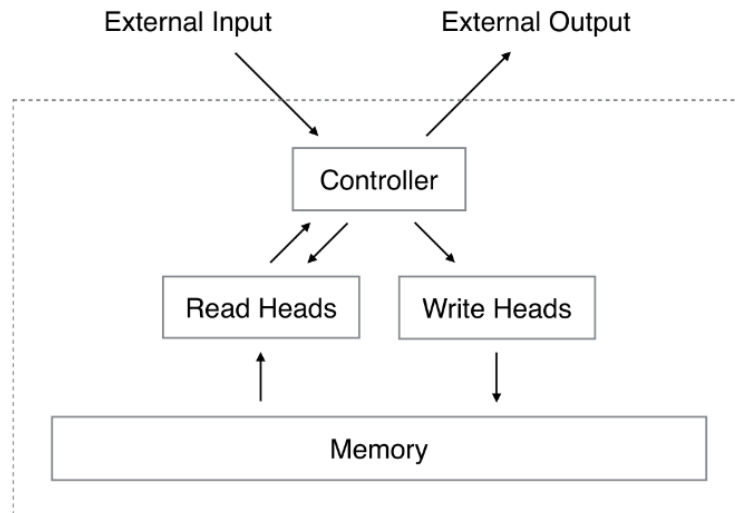 External Input
External Output
Controller
Read Heads
Write Heads
Memory